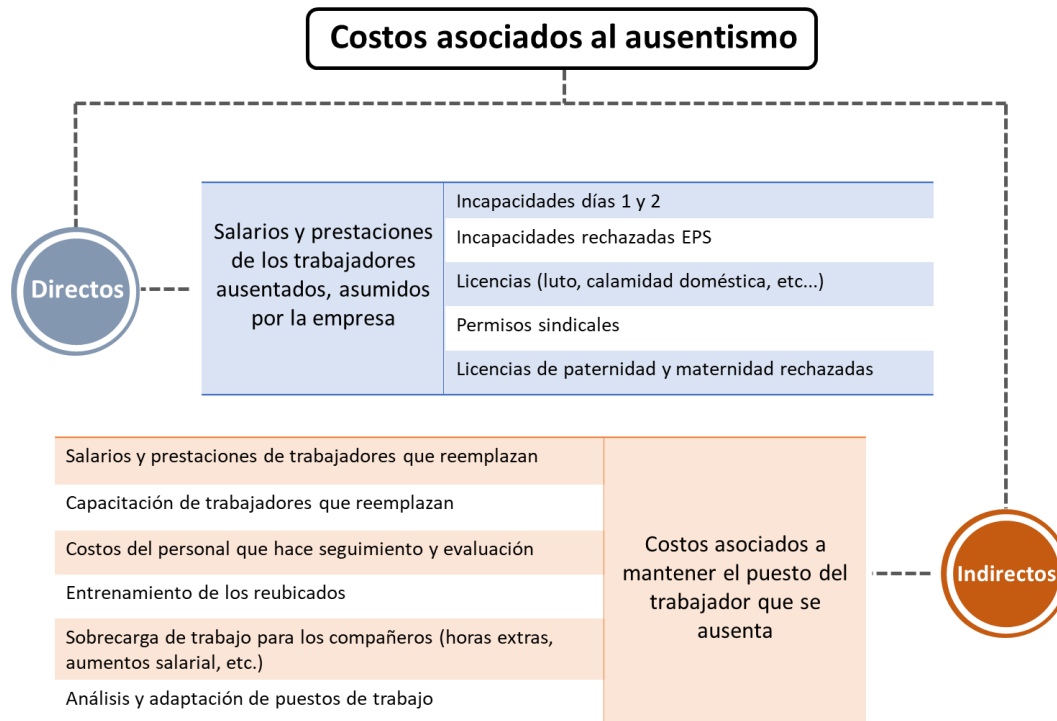 Costos asociados al ausentismo
Directos
Salarios y prestaciones
de los trabajadores
ausentados, asumidos
por la empresa
Incapacidades días 1 y 2
Incapacidades rechazadas EPS
Licencias (luto, calamidad doméstica, etc...)
Permisos sindicales
Licencias de paternidad y maternidad rechazadas
Salarios y prestaciones de trabajadores que reemplazan
Capacitación de trabajadores que reemplazan
Costos del personal que hace seguimiento y evaluación
Entrenamiento de los reubicados
Sobrecarga de trabajo para los compañeros (horas extras,
aumentos salarial, etc.)
Análisis y adaptación de puestos de trabajo
Costos asociados a
mantener el puesto del
trabajador que se
ausenta
Indirectos